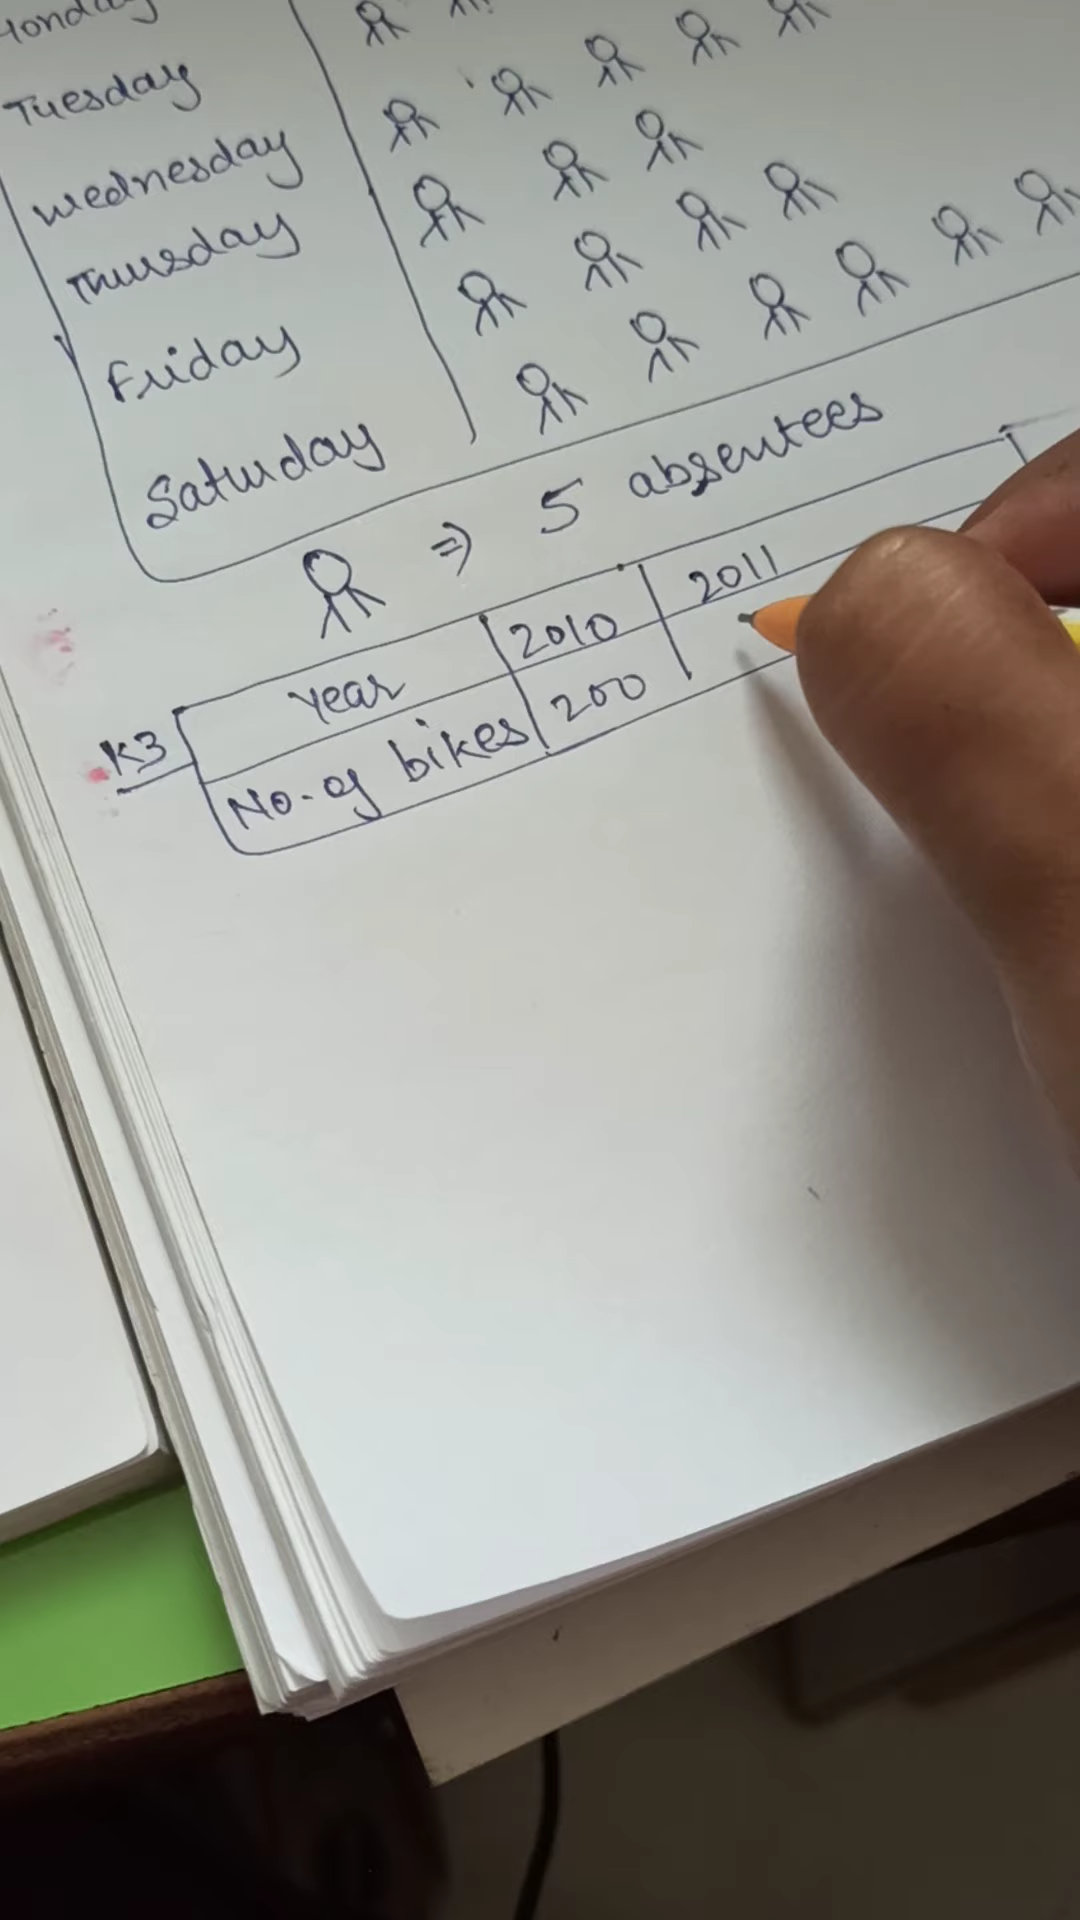 Tuesday
Wednesday
Thursday
Friday
Saturday
=> 5 absentees
K3
Year 2010 2011
No. of bikes 200